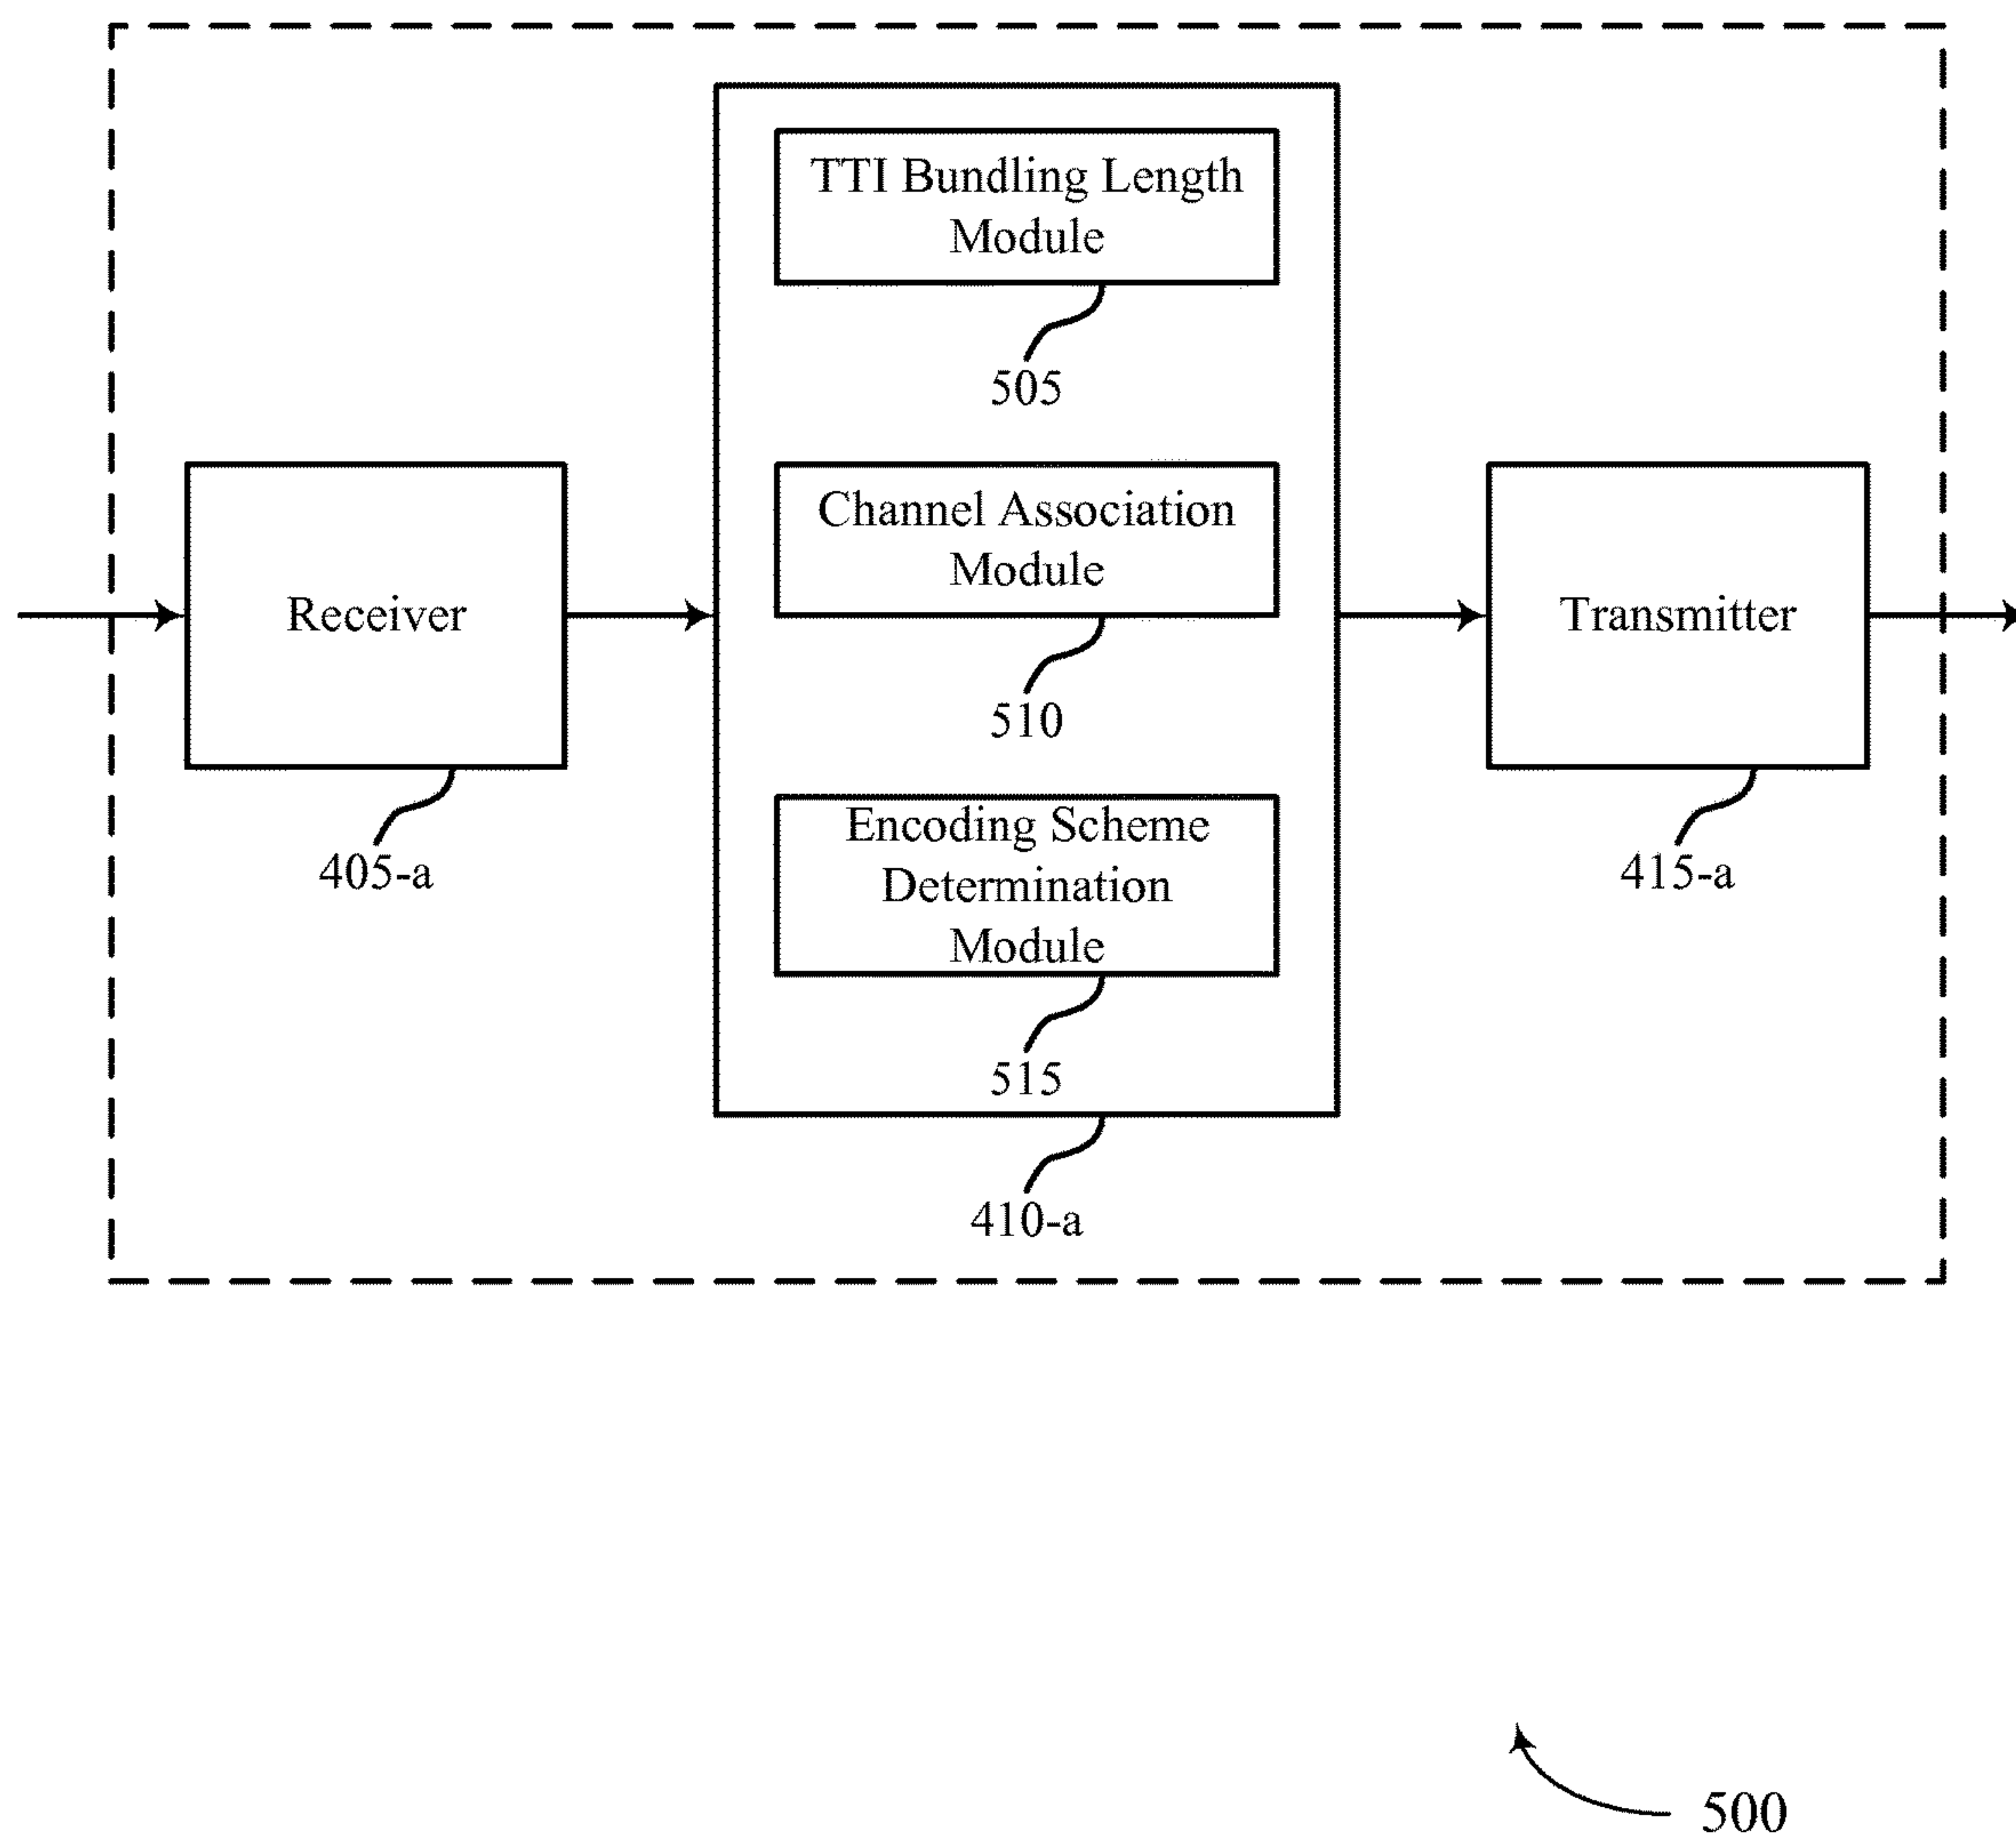 TTI Bundling Length
Module
505
Channel Association
Module
510
Receiver
Transmitter
Encoding Scheme
Determination
Module
405-a
415-a
515
410-a
500